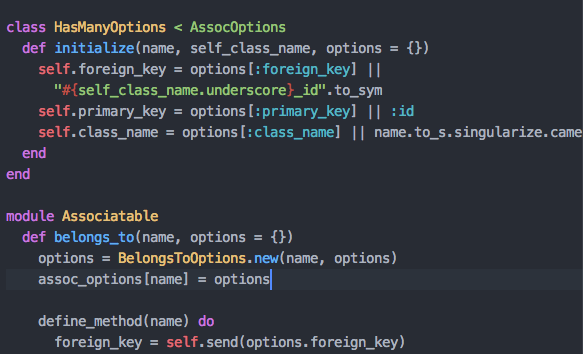 class HasManyOptions < AssocOptions
  def initialize(name, self_class_name, options = {})
    self.foreign_key = options[:foreign_key] ||
      "#{self_class_name.underscore}_id".to_sym
    self.primary_key = options[:primary_key] || :id
    self.class_name = options[:class_name] || name.to_s.singularize.came
  end
end
module Associatable
  def belongs_to(name, options = {})
    options = BelongsToOptions.new(name, options)
    assoc_options[name] = options
    define_method(name) do
      foreign_key = self.send(options.foreign_key)